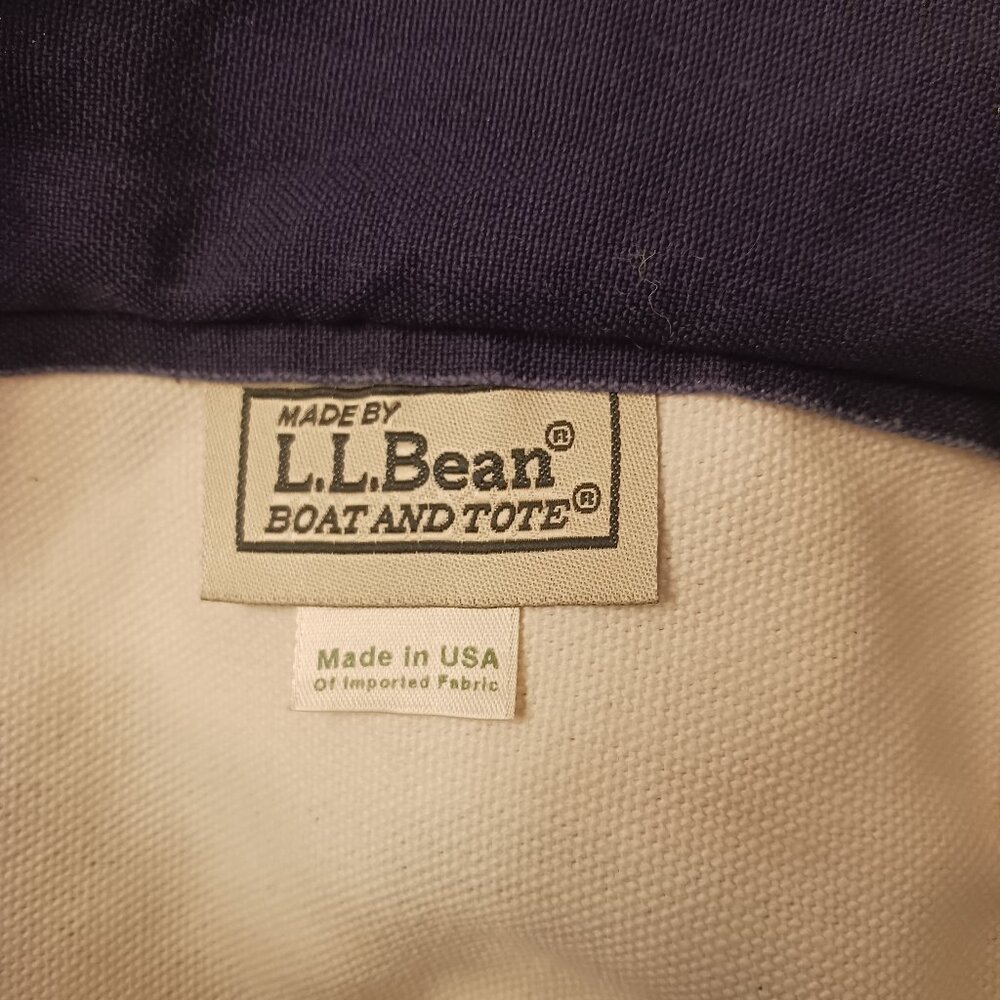 MADE BY
L.L.Bean®
BOAT AND TOTE®
Made in USA
Of Imported Fabric